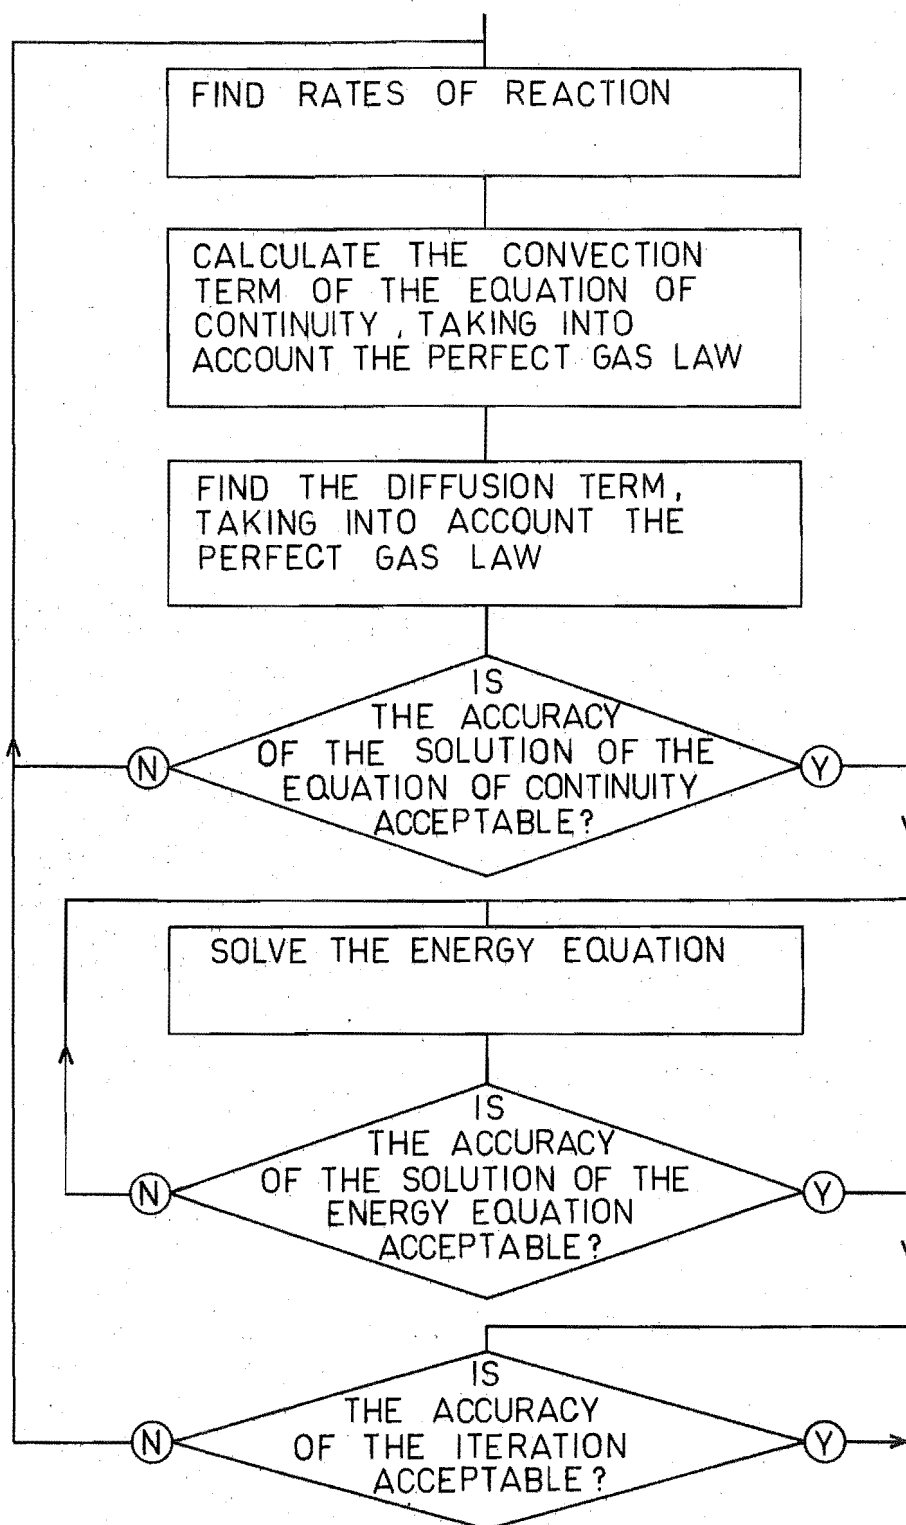 FIND RATES OF REACTION
CALCULATE THE CONVECTION
TERM OF THE EQUATION OF
CONTINUITY, TAKING INTO
ACCOUNT THE PERFECT GAS LAW
FIND THE DIFFUSION TERM,
TAKING INTO ACCOUNT THE
PERFECT GAS LAW
IS
THE ACCURACY
OF THE SOLUTION OF THE
EQUATION OF CONTINUITY
ACCEPTABLE?
N
Y
SOLVE THE ENERGY EQUATION
IS
THE ACCURACY
OF THE SOLUTION OF THE
ENERGY EQUATION
ACCEPTABLE?
N
Y
IS
THE ACCURACY
OF THE ITERATION
ACCEPTABLE?
N
Y